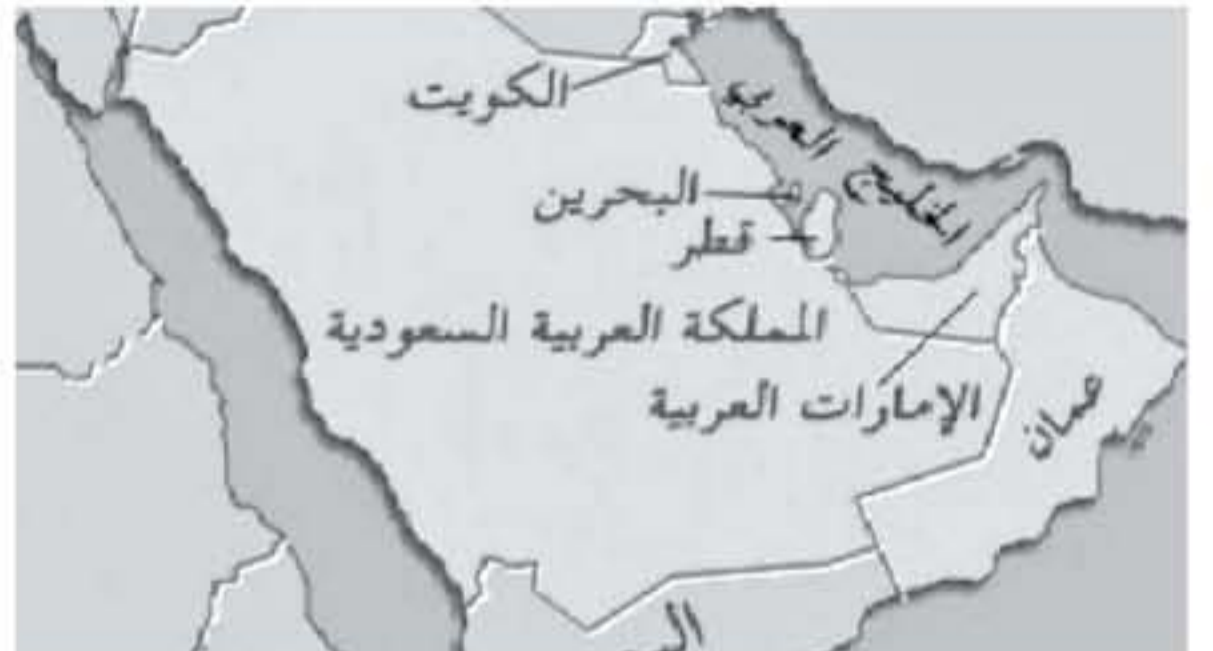 الكويت
الخليج العربي
البحرين
قطر
المملكة العربية السعودية
الإمارات العربية
عمان